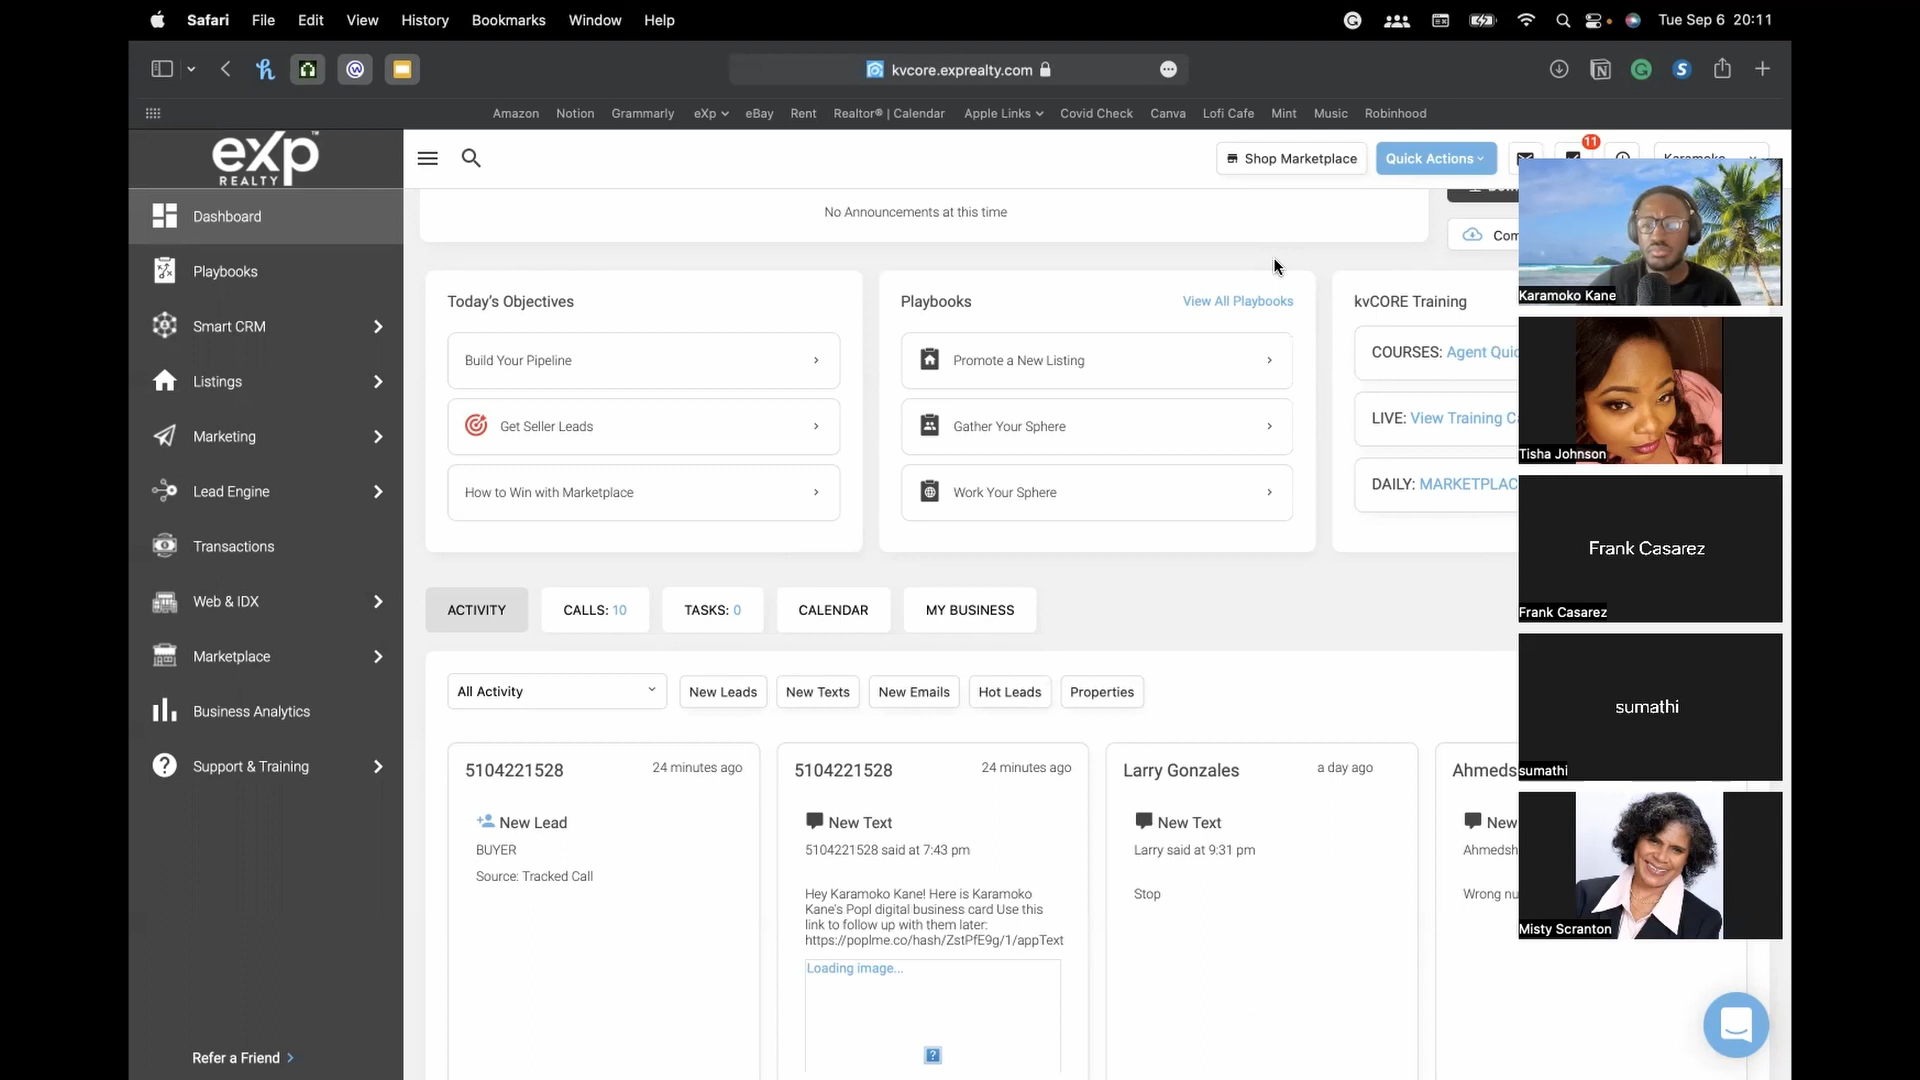 Safari File Edit View History Bookmarks Window Help
Tue Sep 6 20:11
kvcore.exprealty.com
Amazon Notion Grammarly eXp eBay Rent Realtor® | Calendar Apple Links Covid Check Canva Lofi Cafe Mint Music Robinhood
eXp™
REALTY
Shop Marketplace
Quick Actions
11
Karamoko
Dashboard
Playbooks
Smart CRM
Listings
Marketing
Lead Engine
Transactions
Web & IDX
Marketplace
Business Analytics
Support & Training
Refer a Friend
No Announcements at this time
Com
Today's Objectives
Build Your Pipeline
Get Seller Leads
How to Win with Marketplace
Playbooks
View All Playbooks
Promote a New Listing
Gather Your Sphere
Work Your Sphere
kvCORE Training
COURSES: Agent Quic
LIVE: View Training Ca
DAILY: MARKETPLAC
ACTIVITY
CALLS: 10
TASKS: 0
CALENDAR
MY BUSINESS
All Activity
New Leads
New Texts
New Emails
Hot Leads
Properties
5104221528
24 minutes ago
New Lead
BUYER
Source: Tracked Call
5104221528
24 minutes ago
New Text
5104221528 said at 7:43 pm
Hey Karamoko Kane! Here is Karamoko
Kane's Popl digital business card Use this
link to follow up with them later:
https://poplme.co/hash/ZstPfE9g/1/appText
Loading image...
Larry Gonzales
a day ago
New Text
Larry said at 9:31 pm
Stop
Ahmeds
New
Ahmedsh
Wrong nu
Karamoko Kane
Tisha Johnson
Frank Casarez
Frank Casarez
sumathi
sumathi
Misty Scranton